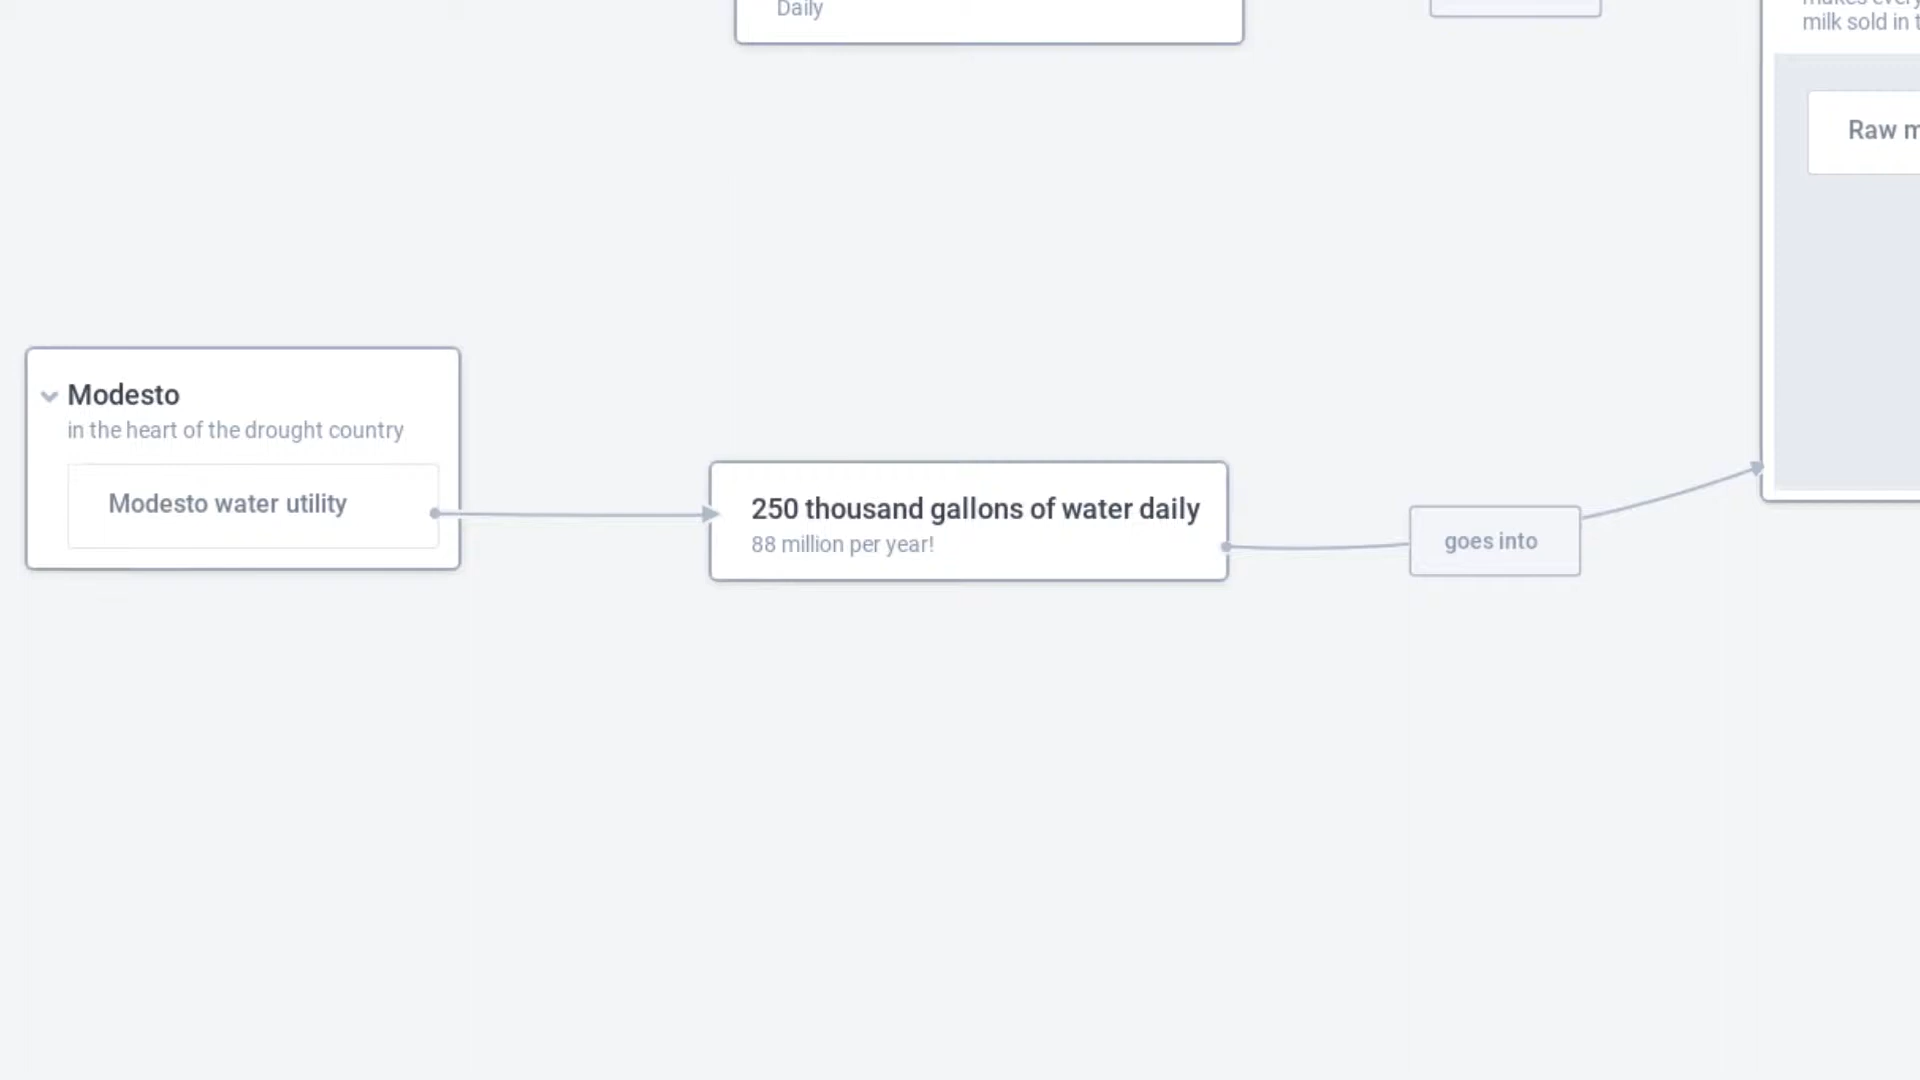 Daily
milk sold in t
Raw m
Modesto
in the heart of the drought country
Modesto water utility
250 thousand gallons of water daily
88 million per year!
goes into